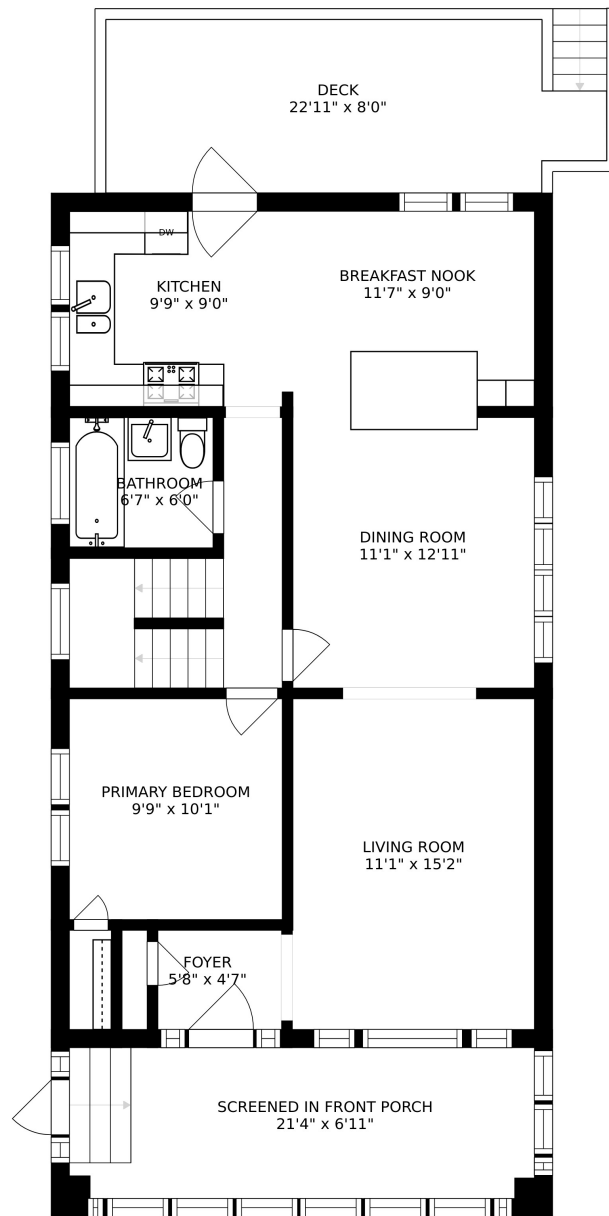 DECK
22'11" x 8'0"
DW
KITCHEN
9'9" x 9'0"
BREAKFAST NOOK
11'7" x 9'0"
BATHROOM
6'7" x 6'0"
DINING ROOM
11'1" x 12'11"
PRIMARY BEDROOM
9'9" x 10'1"
LIVING ROOM
11'1" x 15'2"
FOYER
5'8" x 4'7"
SCREENED IN FRONT PORCH
21'4" x 6'11"